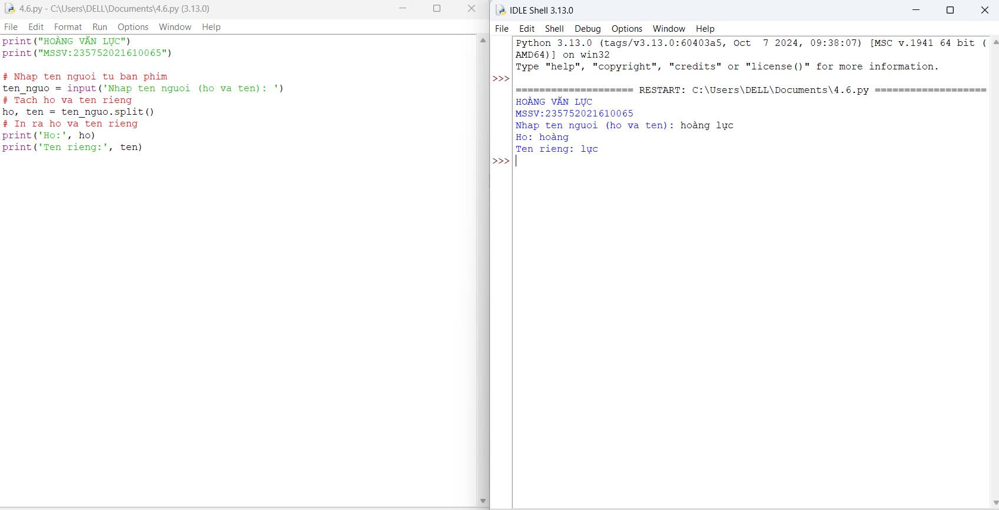 4.6.py - C:\Users\DELL\Documents\4.6.py (3.13.0)
File Edit Format Run Options Window Help
print("HOÀNG VĂN LỰC")
print("MSSV:235752021610065")
# Nhap ten nguoi tu ban phim
ten_nguo = input('Nhap ten nguoi (ho va ten): ')
# Tach ho va ten rieng
ho, ten = ten_nguo.split()
# In ra ho va ten rieng
print('Ho:', ho)
print('Ten rieng:', ten)
IDLE Shell 3.13.0
File Edit Shell Debug Options Window Help
Python 3.13.0 (tags/v3.13.0:60403a5, Oct  7 2024, 09:38:07) [MSC v.1941 64 bit (
AMD64)] on win32
Type "help", "copyright", "credits" or "license()" for more information.
>>>
==================== RESTART: C:\Users\DELL\Documents\4.6.py ===================
HOÀNG VĂN LỰC
MSSV:235752021610065
Nhap ten nguoi (ho va ten): hoàng lực
Ho: hoàng
Ten rieng: lực
>>>